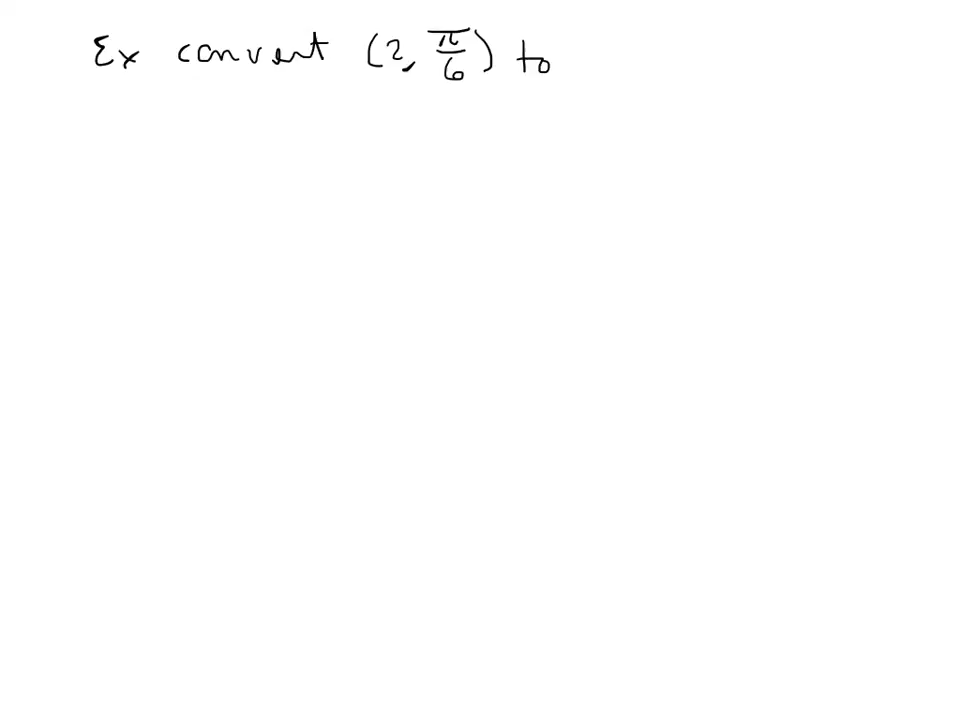 Ex convert (2, π/6) to